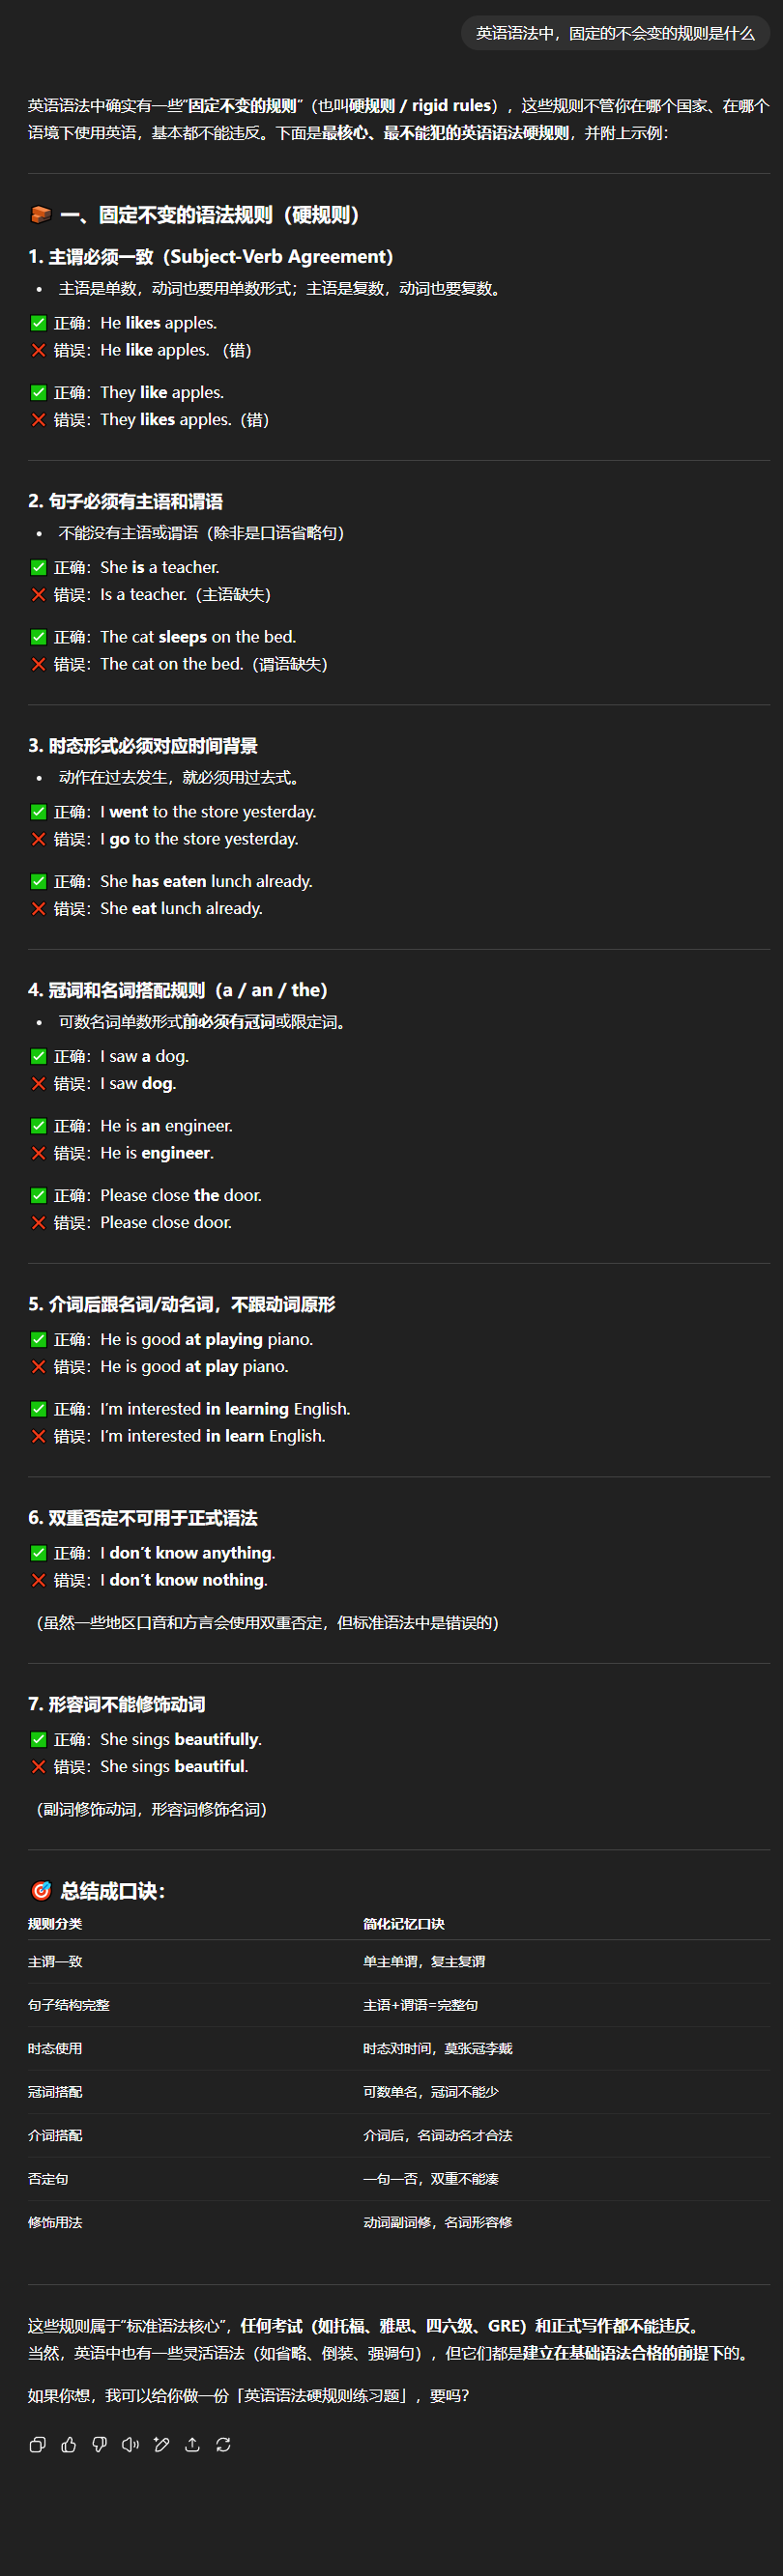 英语语法中，固定的不会变的规则是什么
英语语法中确实有一些“固定不变的规则”（也叫硬规则 / rigid rules），这些规则不管你在哪个国家、在哪个
语境下使用英语，基本都不能违反。下面是最核心、最不能犯的英语语法硬规则，并附上示例：
🧱 一、固定不变的语法规则（硬规则）
1. 主谓必须一致（Subject-Verb Agreement）
• 主语是单数，动词也要用单数形式；主语是复数，动词也要复数。
✅ 正确：He likes apples.
❌ 错误：He like apples. （错）
✅ 正确：They like apples.
❌ 错误：They likes apples.（错）
2. 句子必须有主语和谓语
• 不能没有主语或谓语（除非是口语省略句）
✅ 正确：She is a teacher.
❌ 错误：Is a teacher.（主语缺失）
✅ 正确：The cat sleeps on the bed.
❌ 错误：The cat on the bed.（谓语缺失）
3. 时态形式必须对应时间背景
• 动作在过去发生，就必须用过去式。
✅ 正确：I went to the store yesterday.
❌ 错误：I go to the store yesterday.
✅ 正确：She has eaten lunch already.
❌ 错误：She eat lunch already.
4. 冠词和名词搭配规则（a / an / the）
• 可数名词单数形式前必须有冠词或限定词。
✅ 正确：I saw a dog.
❌ 错误：I saw dog.
✅ 正确：He is an engineer.
❌ 错误：He is engineer.
✅ 正确：Please close the door.
❌ 错误：Please close door.
5. 介词后跟名词/动名词，不跟动词原形
✅ 正确：He is good at playing piano.
❌ 错误：He is good at play piano.
✅ 正确：I’m interested in learning English.
❌ 错误：I’m interested in learn English.
6. 双重否定不可用于正式语法
✅ 正确：I don’t know anything.
❌ 错误：I don’t know nothing.
（虽然一些地区口音和方言会使用双重否定，但标准语法中是错误的）
7. 形容词不能修饰动词
✅ 正确：She sings beautifully.
❌ 错误：She sings beautiful.
（副词修饰动词，形容词修饰名词）
🎯 总结成口诀：
规则分类 简化记忆口诀
主谓一致 单主单谓，复主复谓
句子结构完整 主语+谓语=完整句
时态使用 时态对时间，莫张冠李戴
冠词搭配 可数单名，冠词不能少
介词搭配 介词后，名词动名才合法
否定句 一句一否，双重不能凑
修饰用法 动词副词修，名词形容修
这些规则属于“标准语法核心”，任何考试（如托福、雅思、四六级、GRE）和正式写作都不能违反。
当然，英语中也有一些灵活语法（如省略、倒装、强调句），但它们都是建立在基础语法合格的前提下的。
如果你想，我可以给你做一份「英语语法硬规则练习题」，要吗？